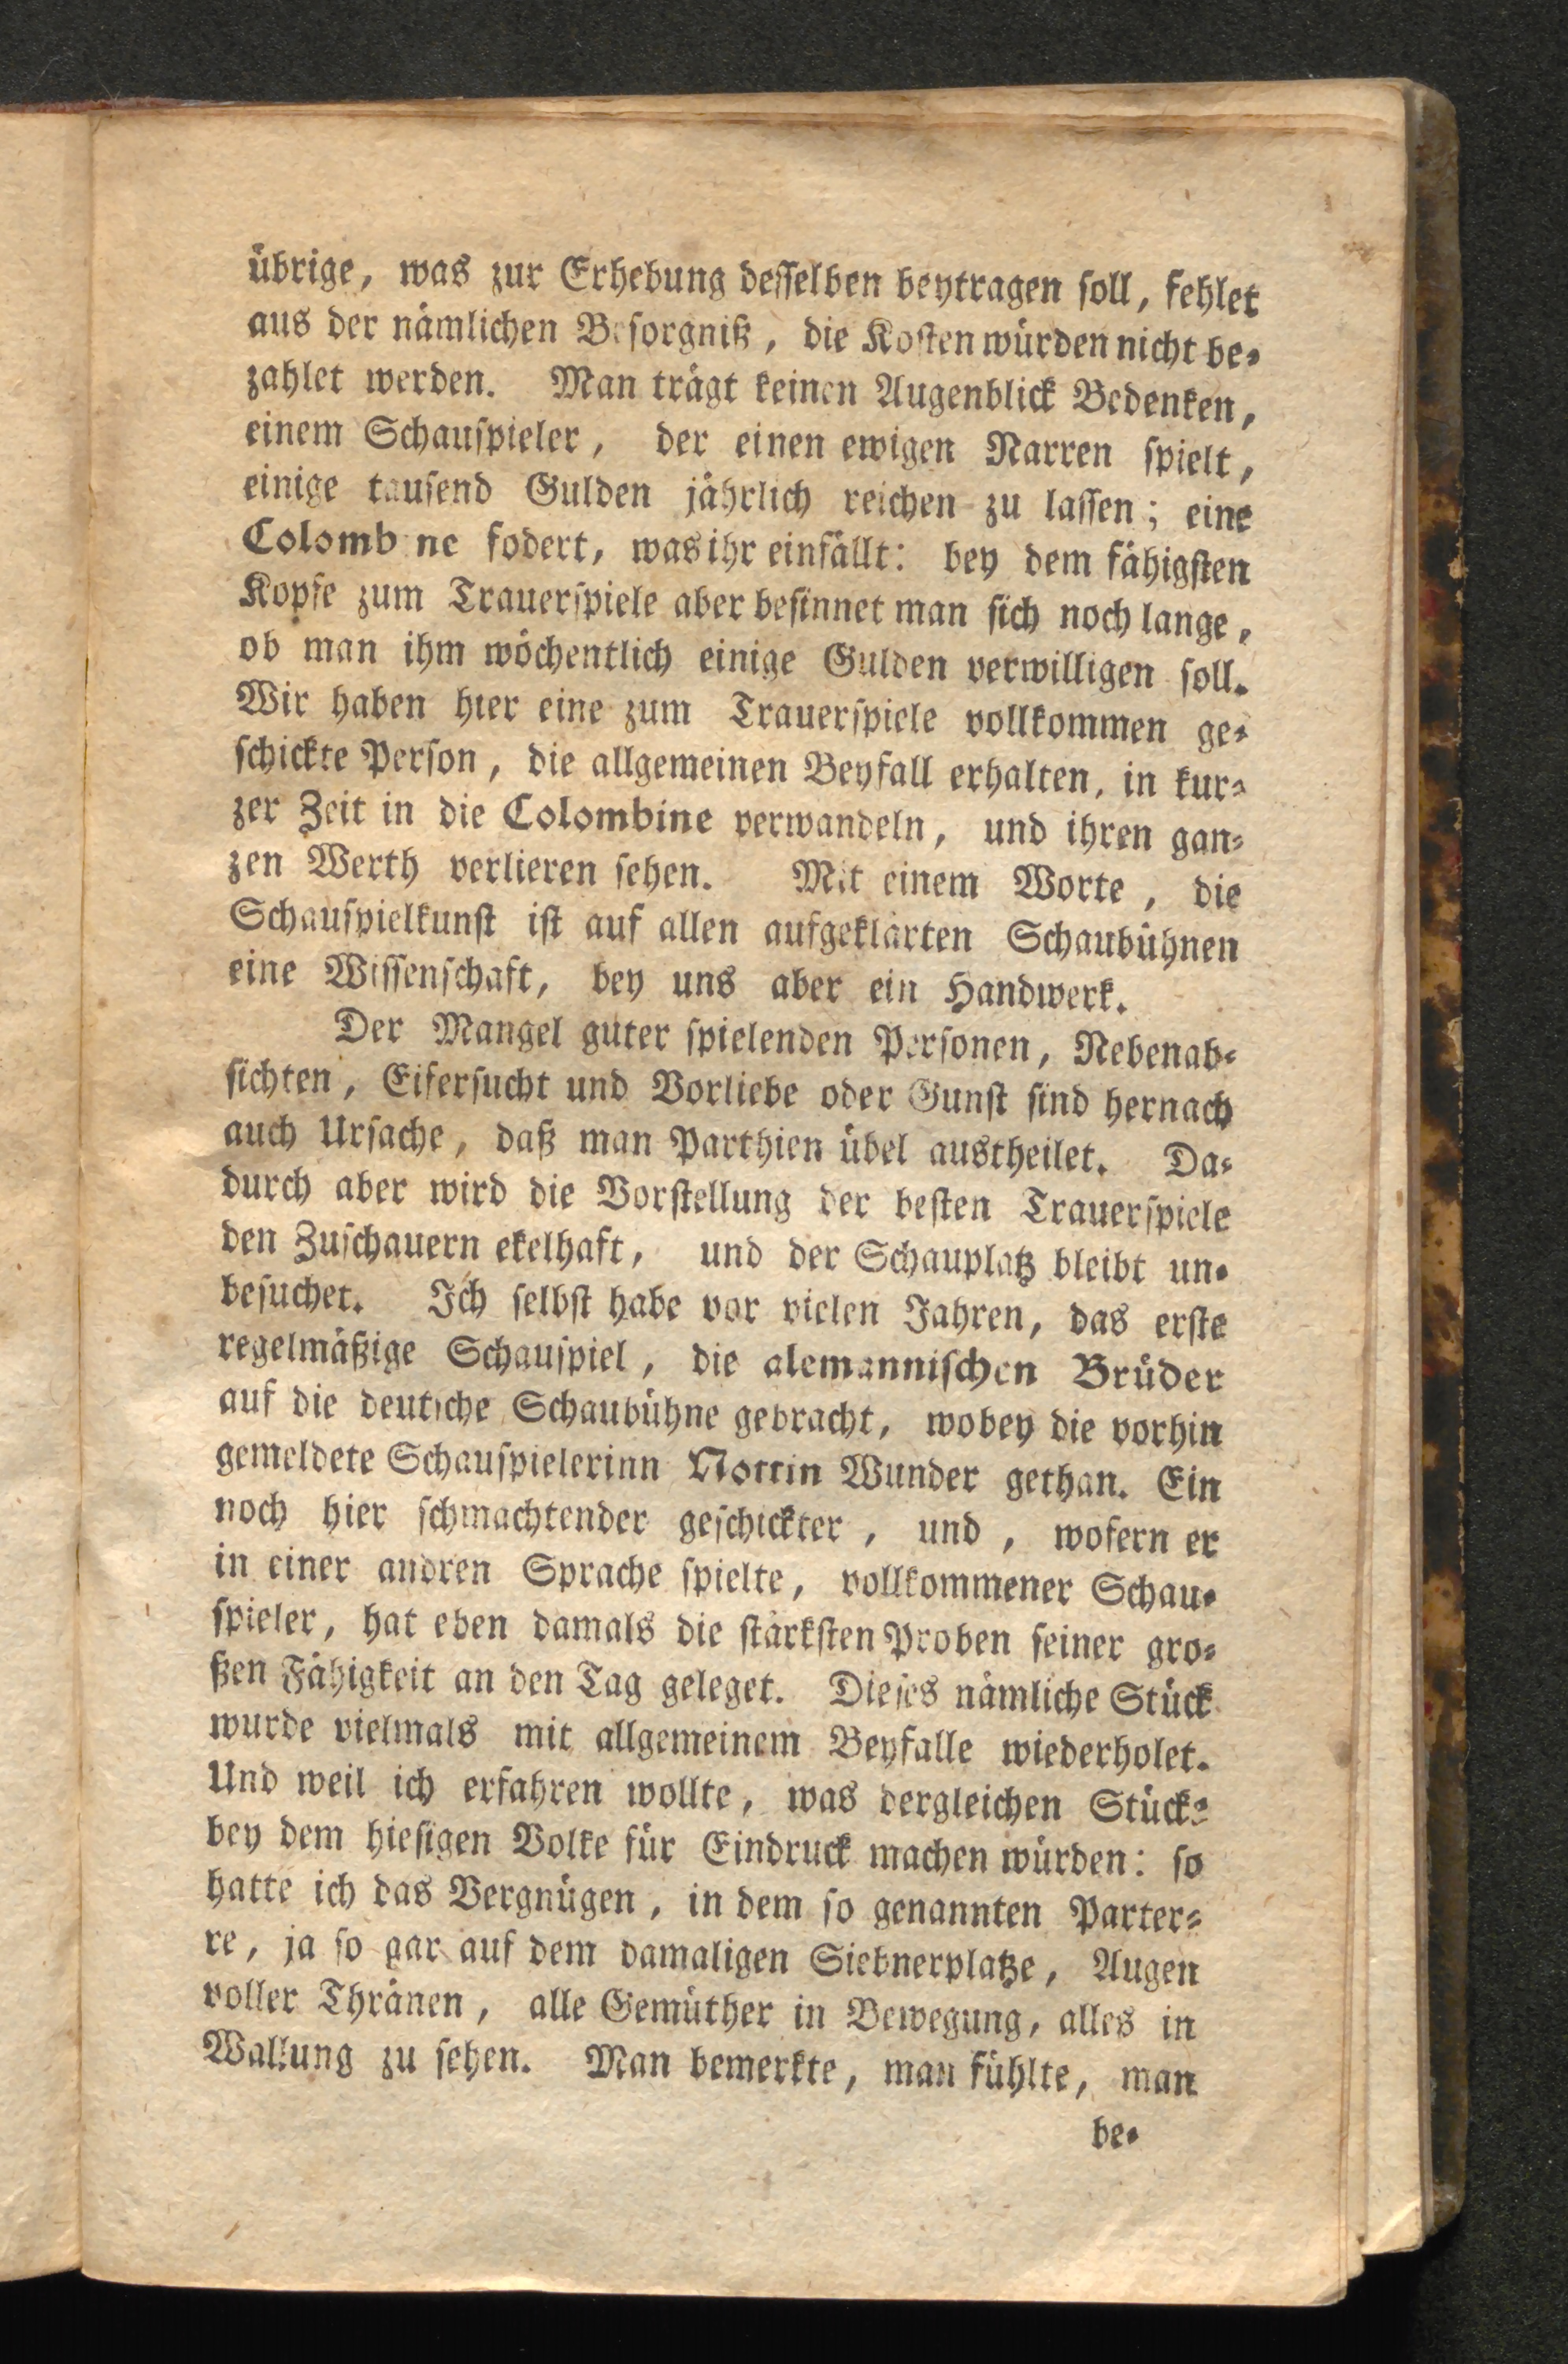 übrige, was zur Erhebung desselben beytragen soll, fehlet
aus der nämlichen Besorgniß, die Kosten würden nicht be-
zahlet werden. Man trägt keinen Augenblick Bedenken,
einem Schauspieler, der einen ewigen Narren spielt,
einige tausend Gulden jährlich reichen zu lassen; eine
Colombine fodert, was ihr einfällt: bey dem fähigsten
Kopfe zum Trauerspiele aber besinnet man sich noch lange,
ob man ihm wöchentlich einige Gulden verwilligen soll.
Wir haben hier eine zum Trauerspiele vollkommen ge-
schickte Person, die allgemeinen Beyfall erhalten, in kur-
zer Zeit in die Colombine verwandeln, und ihren gan-
zen Werth verlieren sehen. Mit einem Worte, die
Schauspielkunst ist auf allen aufgeklärten Schaubühnen
eine Wissenschaft, bey uns aber ein Handwerk.
Der Mangel guter spielenden Personen, Nebenab-
sichten, Eifersucht und Vorliebe oder Gunst sind hernach
auch Ursache, daß man Parthien übel austheilet. Da-
durch aber wird die Vorstellung der besten Trauerspiele
den Zuschauern ekelhaft, und der Schauplatz bleibt un-
besuchet. Ich selbst habe vor vielen Jahren, das erste
regelmäßige Schauspiel, die alemannischen Brüder
auf die deutsche Schaubühne gebracht, wobey die vorhin
gemeldete Schauspielerinn Nottin Wunder gethan. Ein
noch hier schmachtender geschickter, und, wofern er
in einer andren Sprache spielte, vollkommener Schau-
spieler, hat eben damals die stärksten Proben seiner gro-
ßen Fähigkeit an den Tag geleget. Dieses nämliche Stück
wurde vielmals mit allgemeinem Beyfalle wiederholet.
Und weil ich erfahren wollte, was dergleichen Stücke
bey dem hiesigen Volke für Eindruck machen würden: so
hatte ich das Vergnügen, in dem so genannten Parter-
re, ja so gar auf dem damaligen Siebnerplatze, Augen
voller Thränen, alle Gemüther in Bewegung, alles in
Wallung zu sehen. Man bemerkte, man fühlte, man
be-